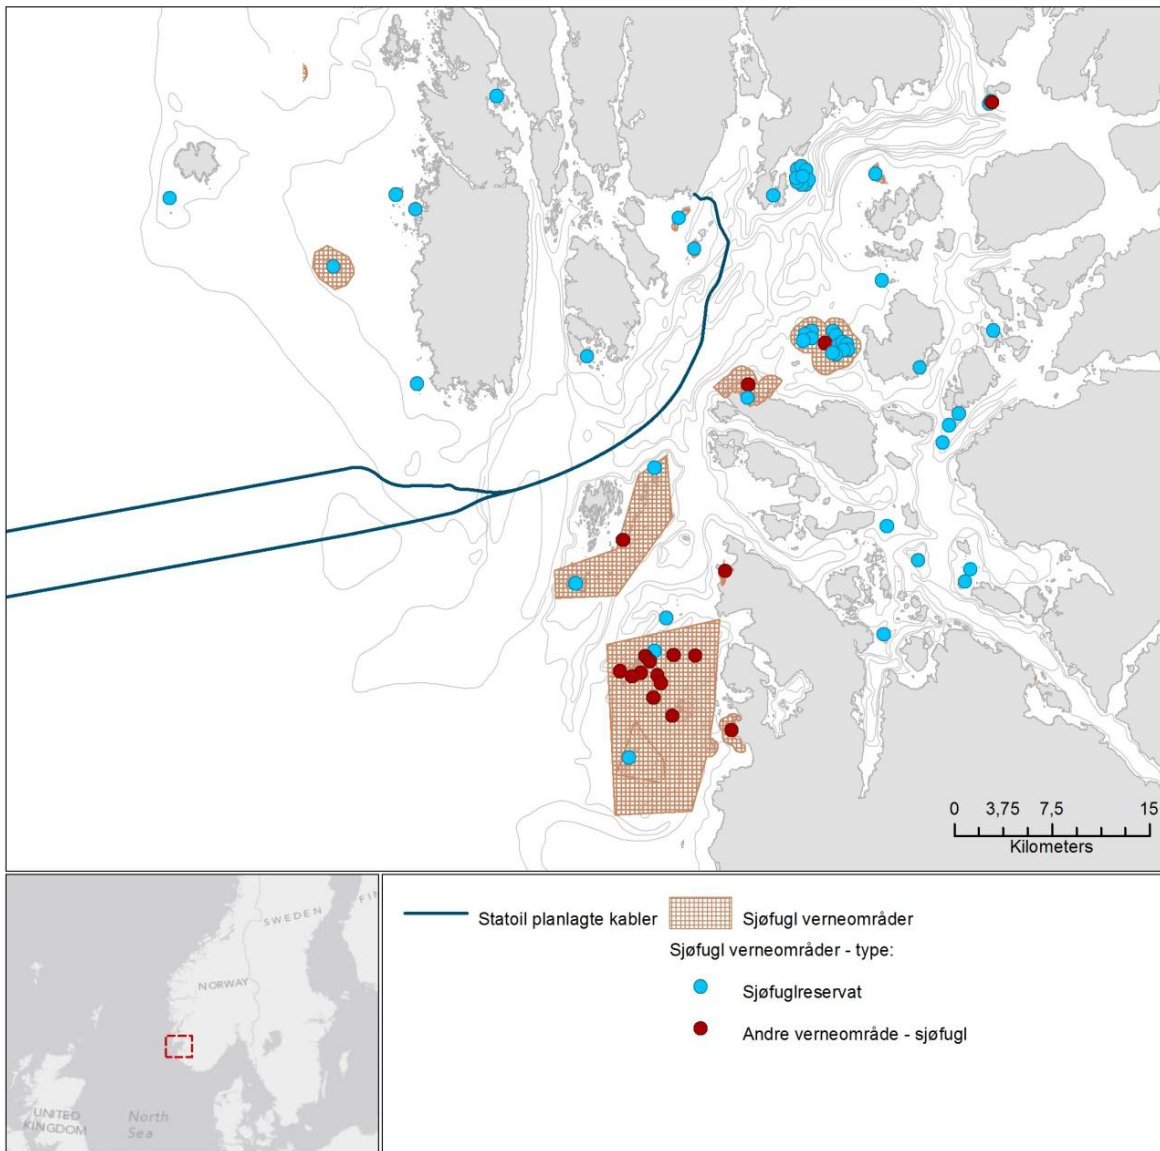 0 3,75 7,5 15
Kilometers
SWEDEN
FIN
NORWAY
UNITED
KINGDOM
North
Sea
Statoil planlagte kabler
Sjøfugl verneområder
Sjøfugl verneområder - type:
Sjøfuglreservat
Andre verneområde - sjøfugl